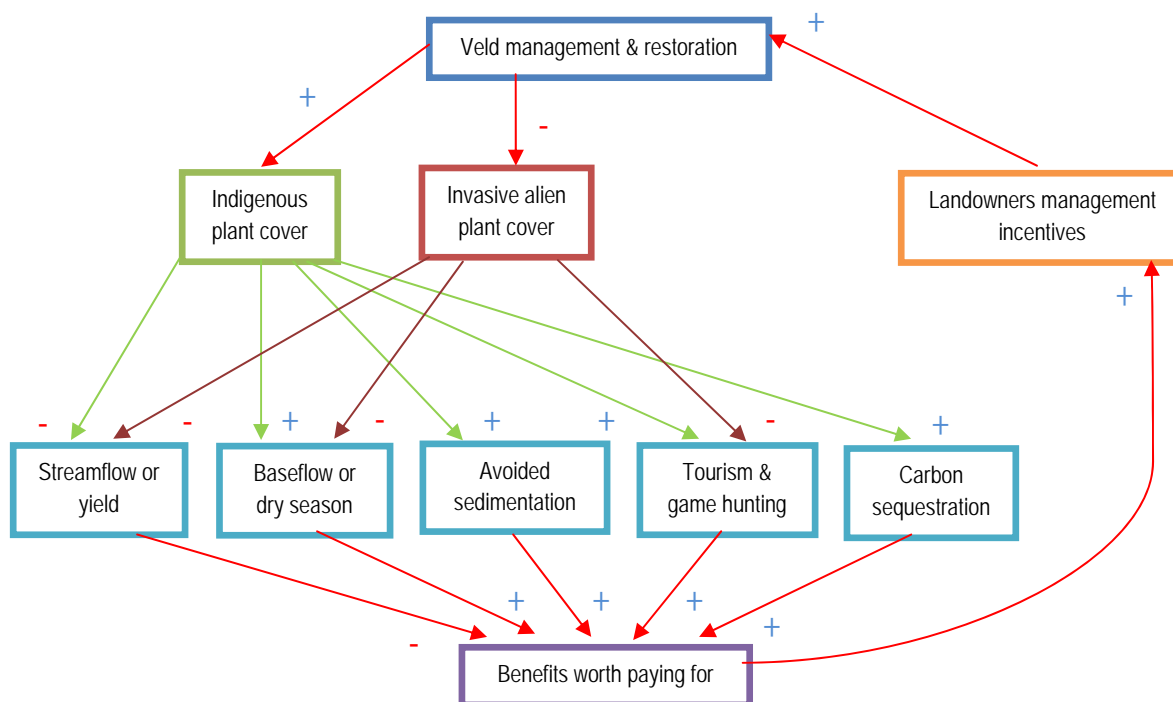 +
Veld management & restoration
+
-
Indigenous
plant cover
Invasive alien
plant cover
Landowners management
incentives
+
- - + - + + - +
Streamflow or
yield
Baseflow or
dry season
Avoided
sedimentation
Tourism &
game hunting
Carbon
sequestration
- + + + +
Benefits worth paying for